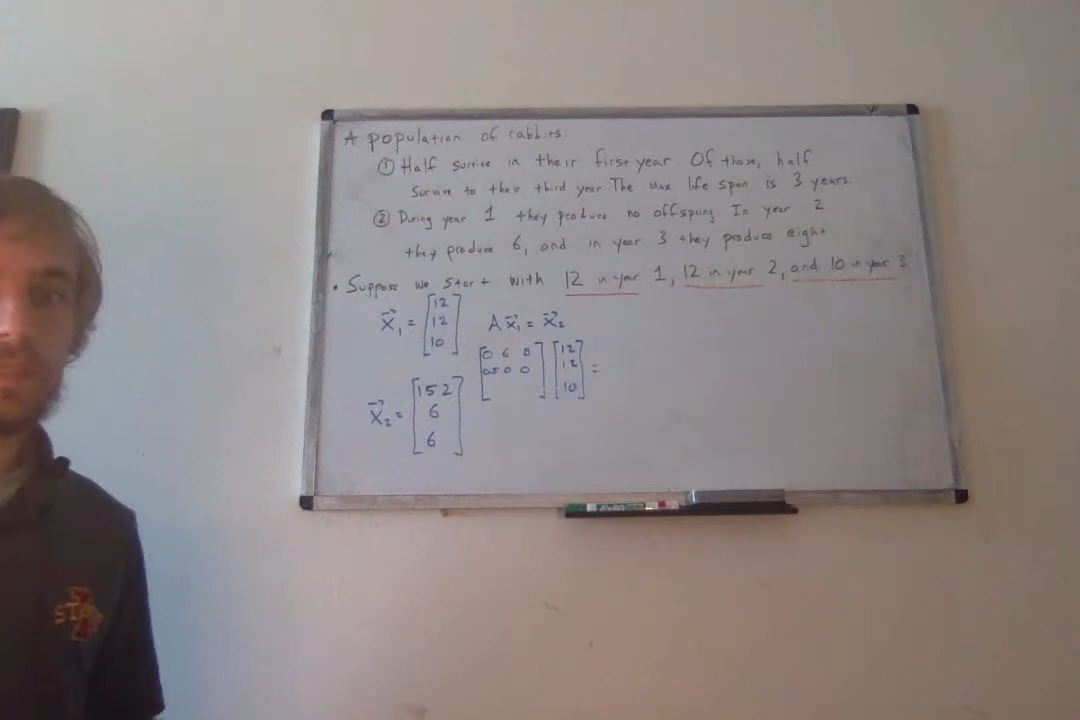 A population of rabbits
① Half survive in their first year. Of those, half
survive to their third year The max life span is 3 years.
② During year 1 they produce no offspring In year 2
they produce 6, and in year 3 they produce eight
• Suppose we start with 12 in year 1, 12 in year 2, and 10 in year 3
X⃗₁ = [12 12 10] A X⃗₁ = X⃗₂
[0 6 8 0.5 0 0] [12 12 10] =
X⃗₂ = [152 6 6]
STATE